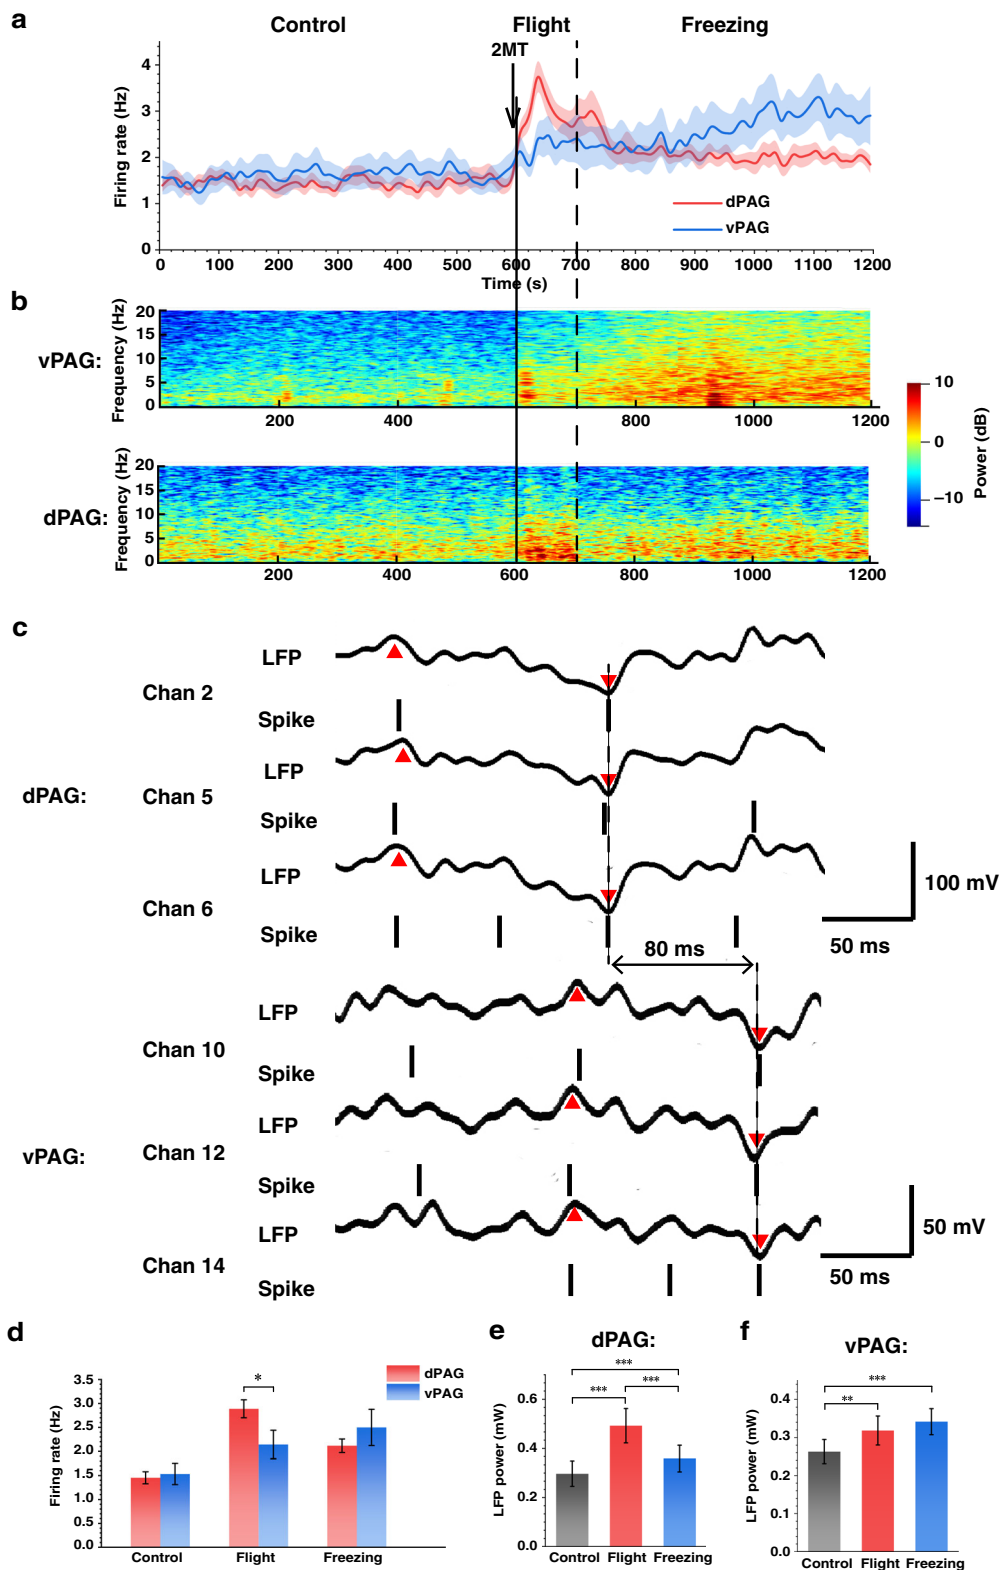 a
Control Flight Freezing
2MT
Firing rate (Hz)
4
3
2
1
0
dPAG
vPAG
0 100 200 300 400 500 600 700 800 900 1000 1100 1200
Time (s)
b
vPAG:
Frequency (Hz)
20
15
10
5
0
200 400 600 800 1000 1200
dPAG:
Frequency (Hz)
20
15
10
5
0
200 400 600 800 1000 1200
10
0
−10
Power (dB)
c
dPAG:
Chan 2
LFP
Spike
Chan 5
LFP
Spike
Chan 6
LFP
Spike
100 mV
50 ms
80 ms
vPAG:
Chan 10
LFP
Spike
Chan 12
LFP
Spike
Chan 14
LFP
Spike
50 mV
50 ms
d
Firing rate (Hz)
3.5
3.0
2.5
2.0
1.5
1.0
0.5
0.0
*
dPAG
vPAG
Control Flight Freezing
e
dPAG:
LFP power (mW)
0.6
0.4
0.2
0.0
***
*** ***
Control Flight Freezing
f
vPAG:
LFP power (mW)
0.4
0.3
0.2
0.1
0.0
***
**
Control Flight Freezing